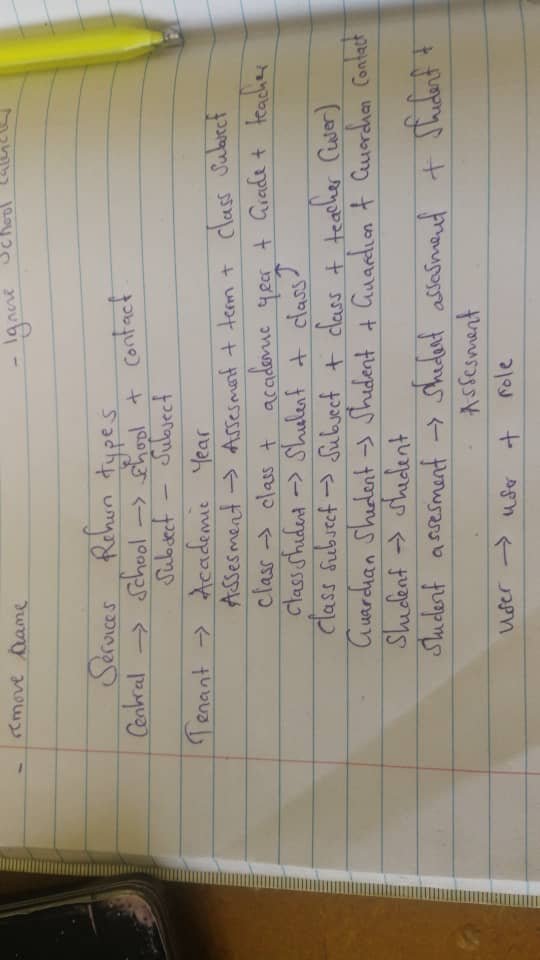 - remove name
- Ignore School
Services Return types
Central → School → School + Contact
Subject - Subject
Tenant → Academic Year
Assesment → Assesment + term + Class Subject
Class → class + academic year + Grade + teacher
class student → Student + class
Class subject → Subject + class + teacher (user)
Guardian Student → Student + Guardian + Guardian Contact
Student → Student
Student assesment → Student assesment + Student +
Assesment
User → user + role